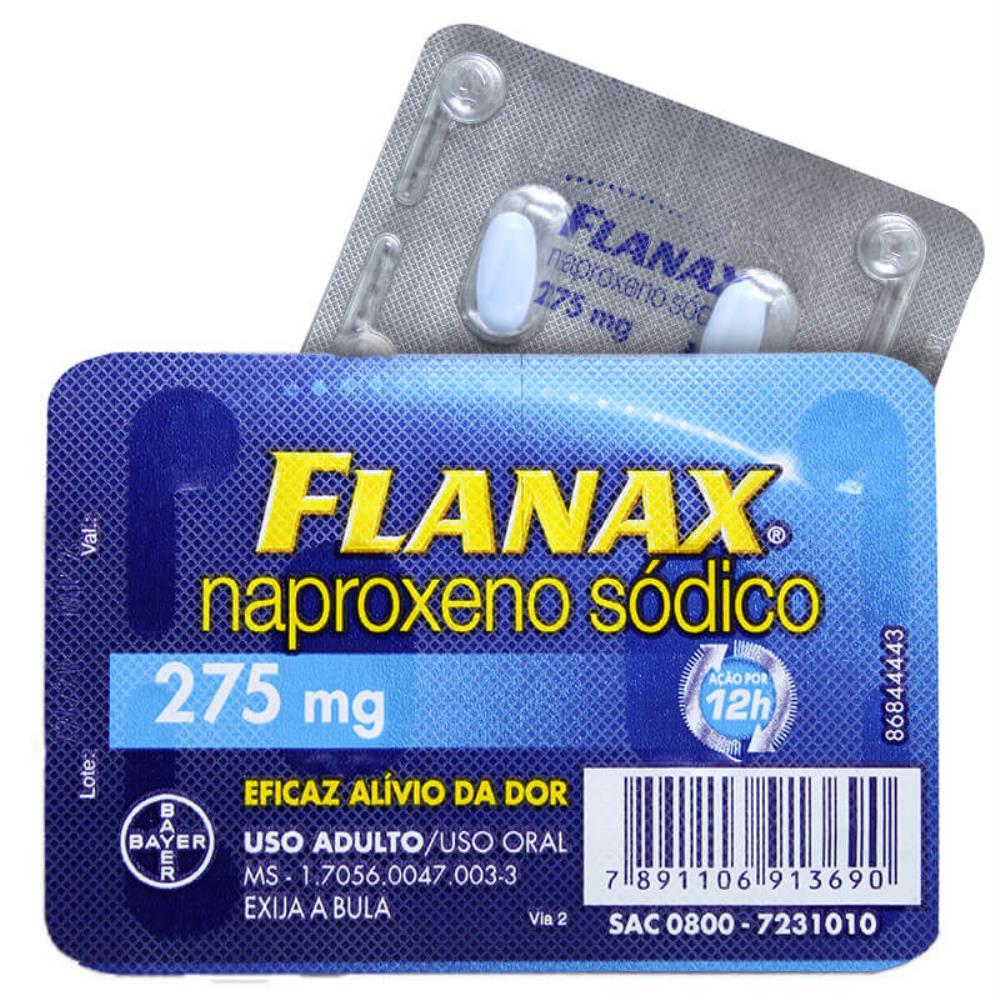 FLANAX
naproxeno sód
275 mg
FLANAX®
naproxeno sódico
275 mg
AÇÃO POR
12h
86844443
Val.:
Lote:
EFICAZ ALÍVIO DA DOR
BAYER
BAYER
USO ADULTO/USO ORAL
MS - 1.7056.0047.003-3
EXIJA A BULA
Via 2
7 891106 913690
SAC 0800 - 7231010